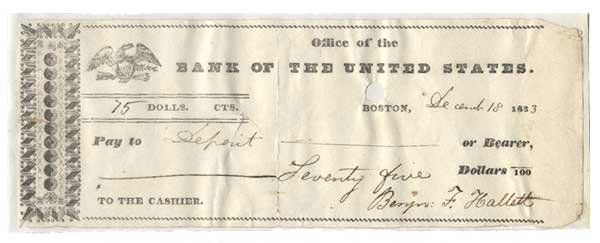 Office of the
BANK OF THE UNITED STATES.
75 DOLLS. CTS. BOSTON, Decemb 18 1833
Pay to Deposit or Bearer,
Seventy five Dollars 100
TO THE CASHIER. Benjn: F. Hallett